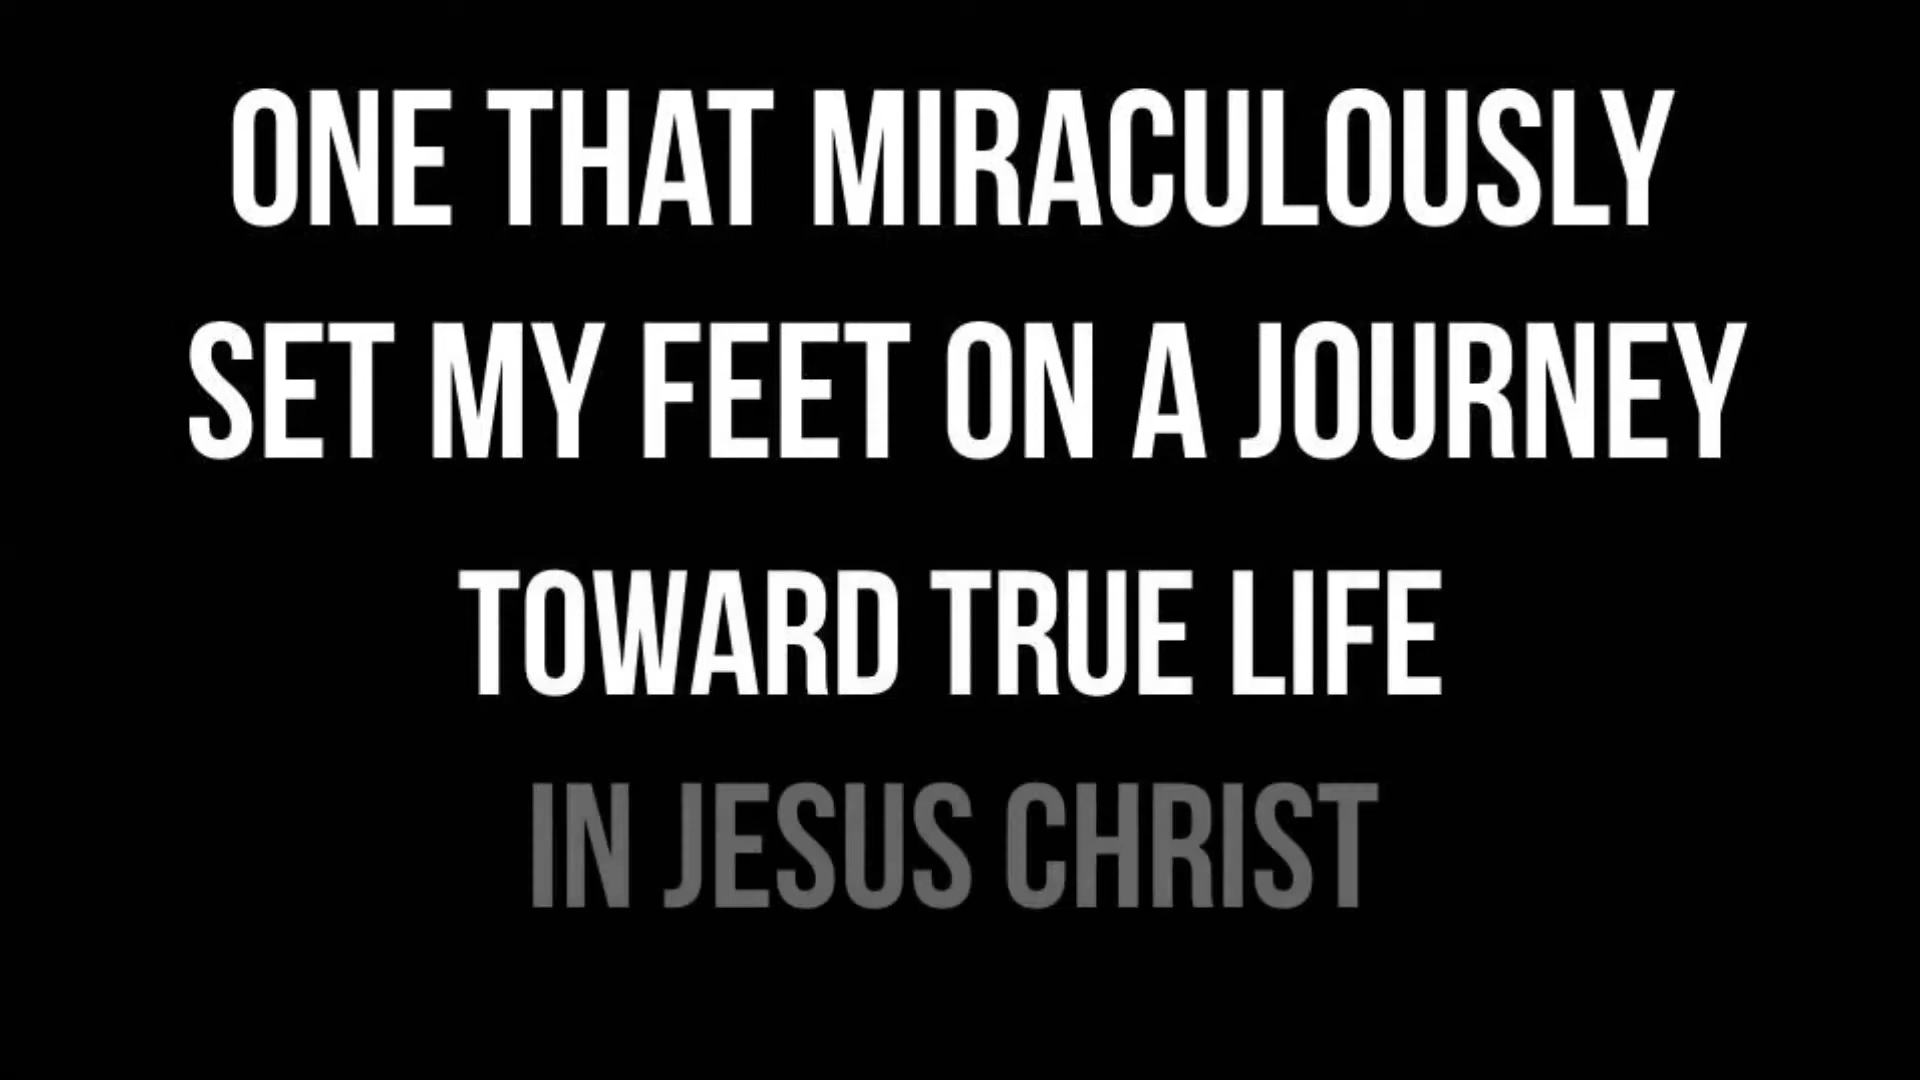 ONE THAT MIRACULOUSLY
SET MY FEET ON A JOURNEY
TOWARD TRUE LIFE
IN JESUS CHRIST